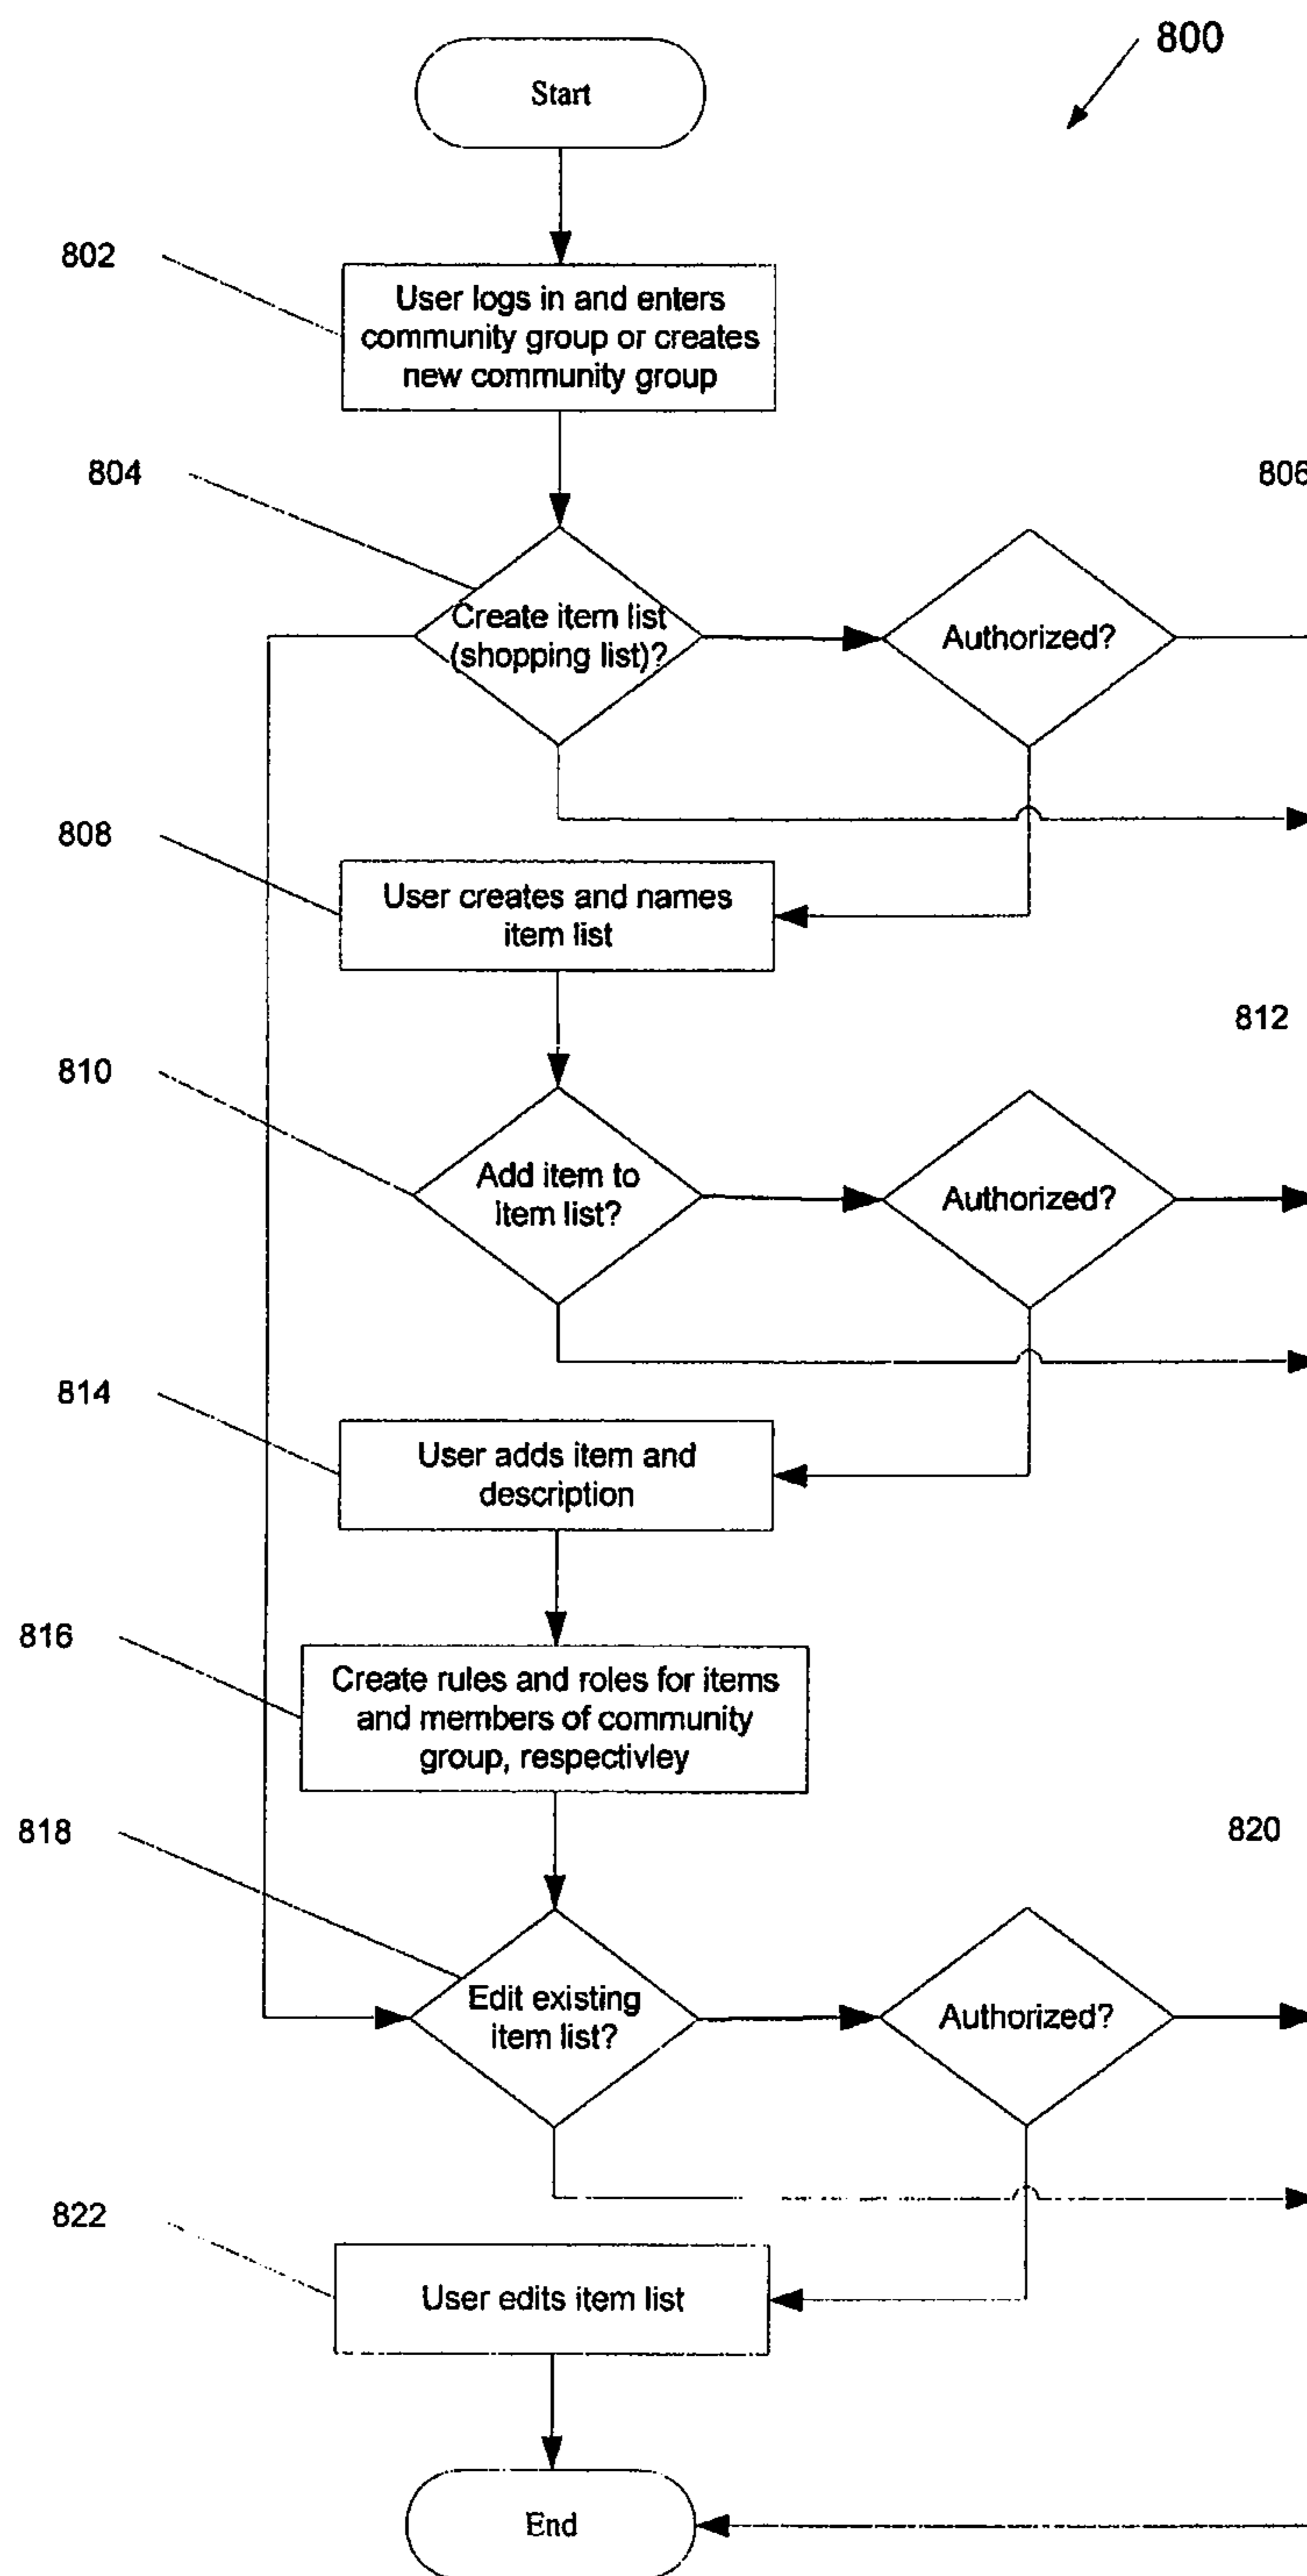 800
Start
802
User logs in and enters
community group or creates
new community group
804
806
Create item list
(shopping list)?
Authorized?
808
User creates and names
item list
812
810
Add item to
item list?
Authorized?
814
User adds item and
description
816
Create rules and roles for items
and members of community
group, respectivley
818
820
Edit existing
item list?
Authorized?
822
User edits item list
End